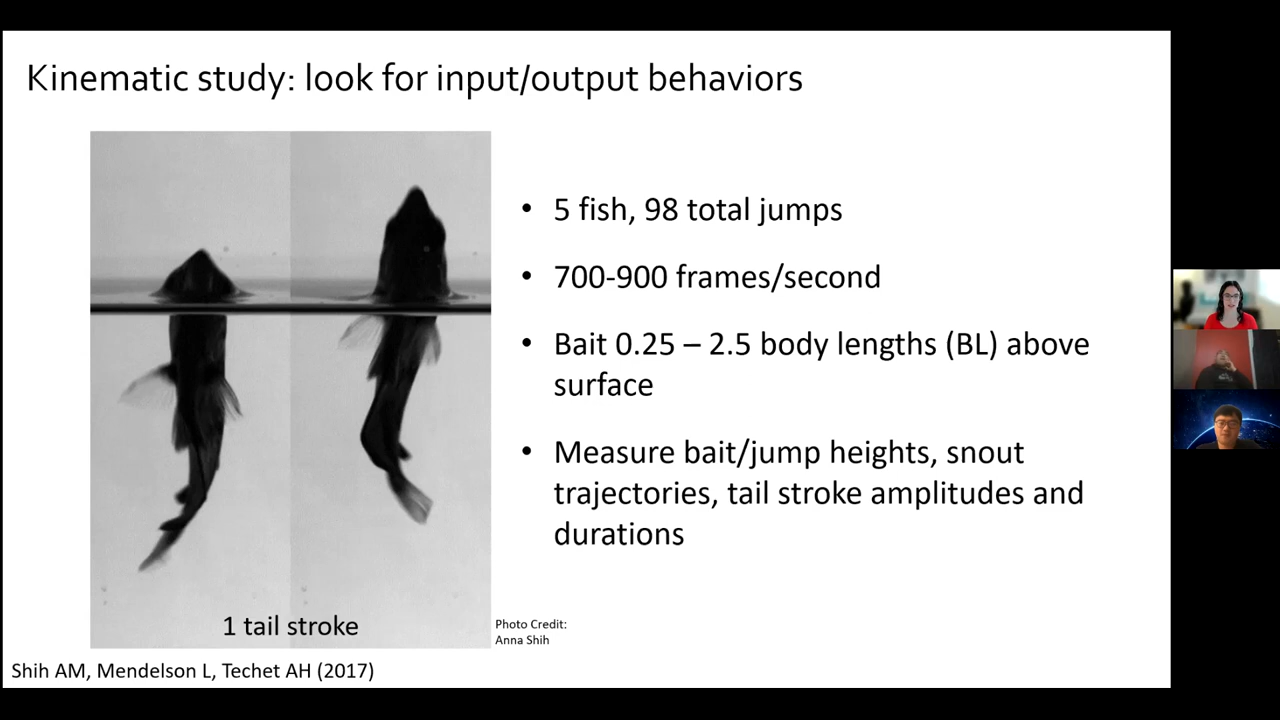 Kinematic study: look for input/output behaviors
• 5 fish, 98 total jumps
• 700-900 frames/second
• Bait 0.25 – 2.5 body lengths (BL) above
surface
• Measure bait/jump heights, snout
trajectories, tail stroke amplitudes and
durations
1 tail stroke
Photo Credit:
Anna Shih
Shih AM, Mendelson L, Techet AH (2017)